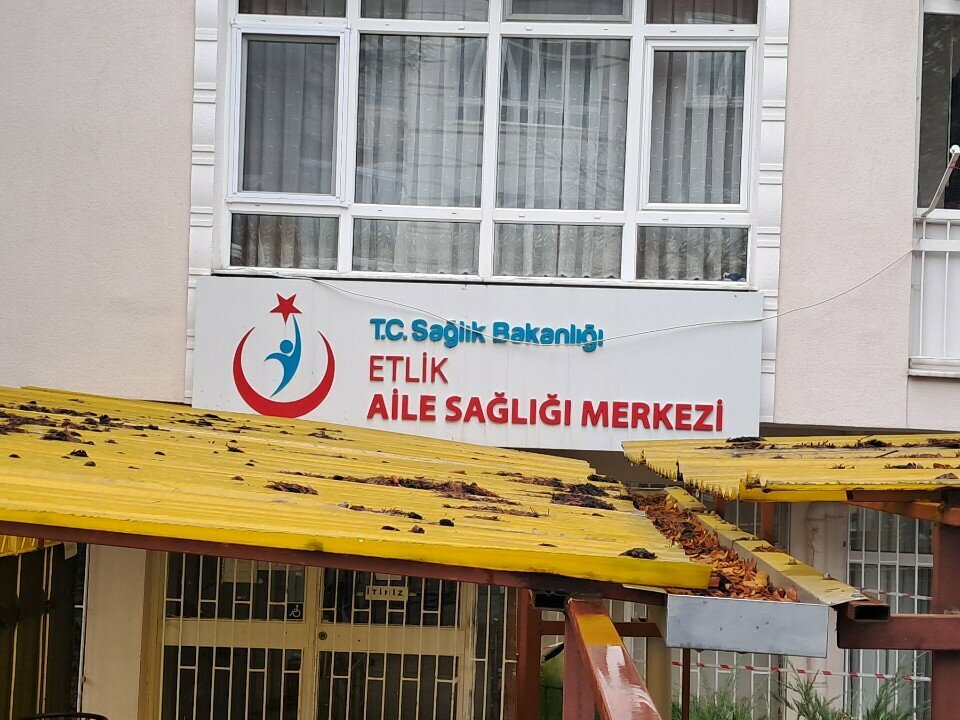 T.C. Sağlık Bakanlığı
ETLİK
AİLE SAĞLIĞI MERKEZİ
İTİNİZ